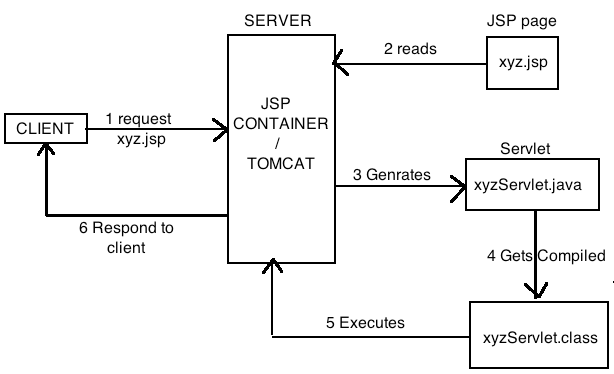 SERVER
JSP page
2 reads
xyz.jsp
JSP
CONTAINER
/
TOMCAT
CLIENT
1 request
xyz.jsp
Servlet
3 Genrates
xyzServlet.java
6 Respond to
client
4 Gets Compiled
5 Executes
xyzServlet.class